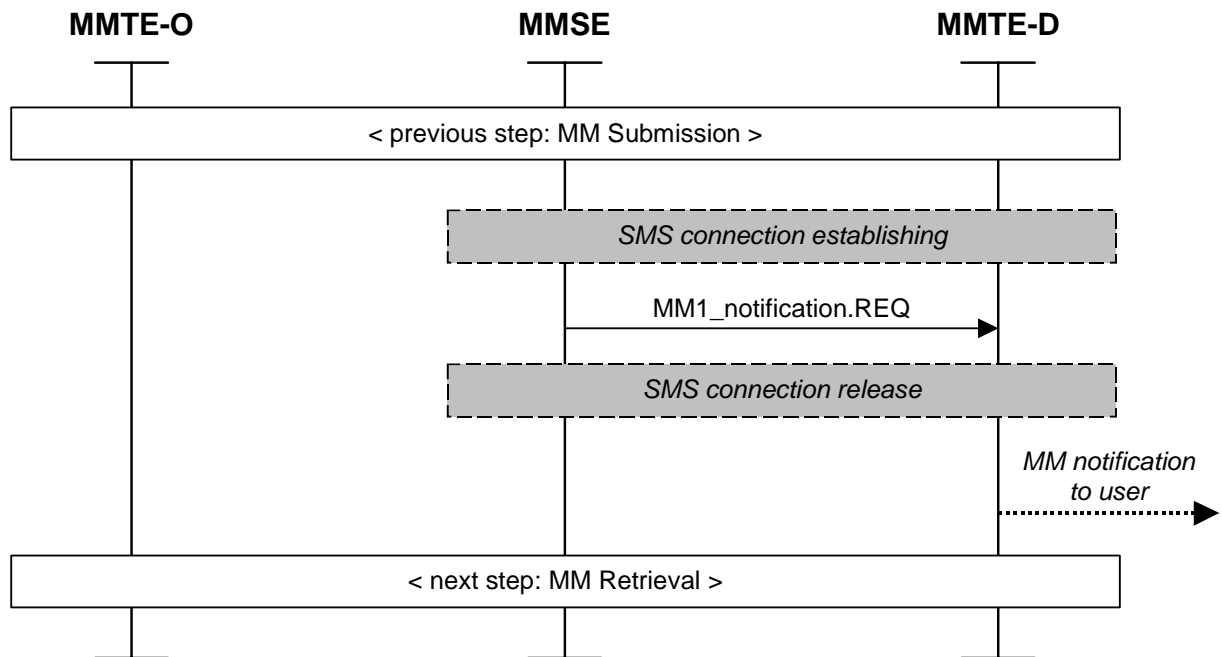 MMTE-O MMSE MMTE-D
< previous step: MM Submission >
SMS connection establishing
MM1_notification.REQ
SMS connection release
MM notification
to user
< next step: MM Retrieval >